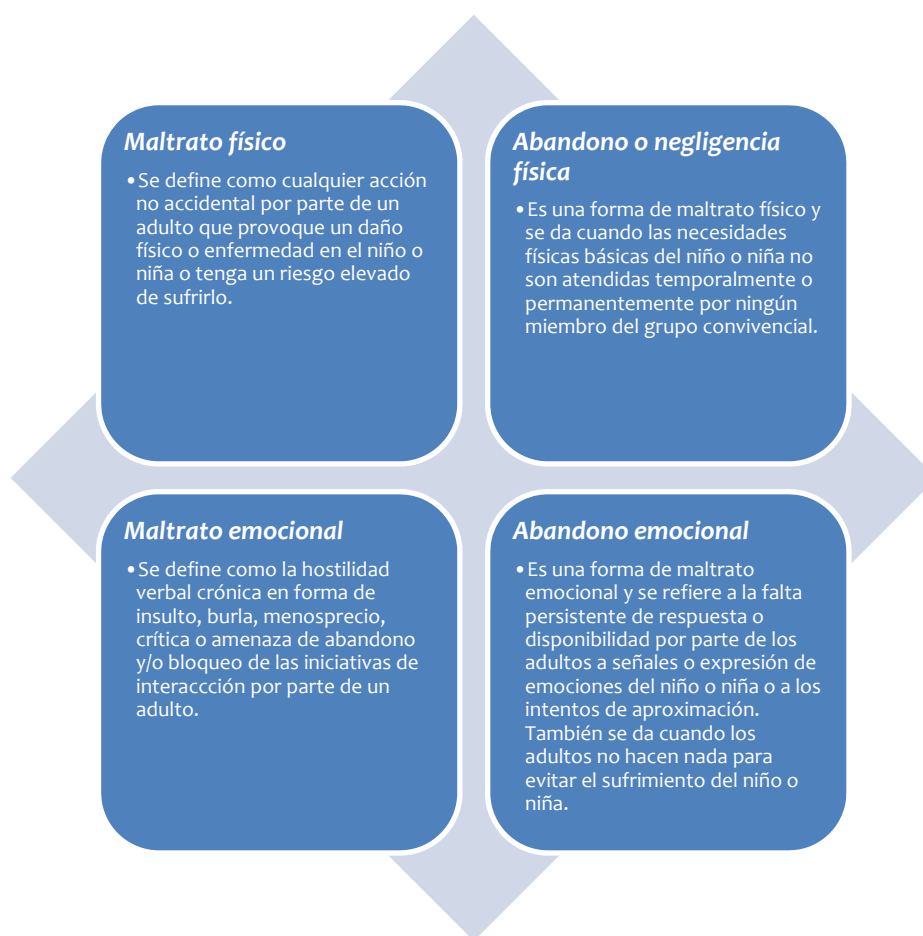 Maltrato físico
•Se define como cualquier acción
no accidental por parte de un
adulto que provoque un daño
físico o enfermedad en el niño o
niña o tenga un riesgo elevado
de sufrirlo.
Abandono o negligencia
física
•Es una forma de maltrato físico y
se da cuando las necesidades
físicas básicas del niño o niña no
son atendidas temporalmente o
permanentemente por ningún
miembro del grupo convivencial.
Maltrato emocional
•Se define como la hostilidad
verbal crónica en forma de
insulto, burla, menosprecio,
crítica o amenaza de abandono
y/o bloqueo de las iniciativas de
interaccción por parte de un
adulto.
Abandono emocional
•Es una forma de maltrato
emocional y se refiere a la falta
persistente de respuesta o
disponibilidad por parte de los
adultos a señales o expresión de
emociones del niño o niña o a los
intentos de aproximación.
También se da cuando los
adultos no hacen nada para
evitar el sufrimiento del niño o
niña.